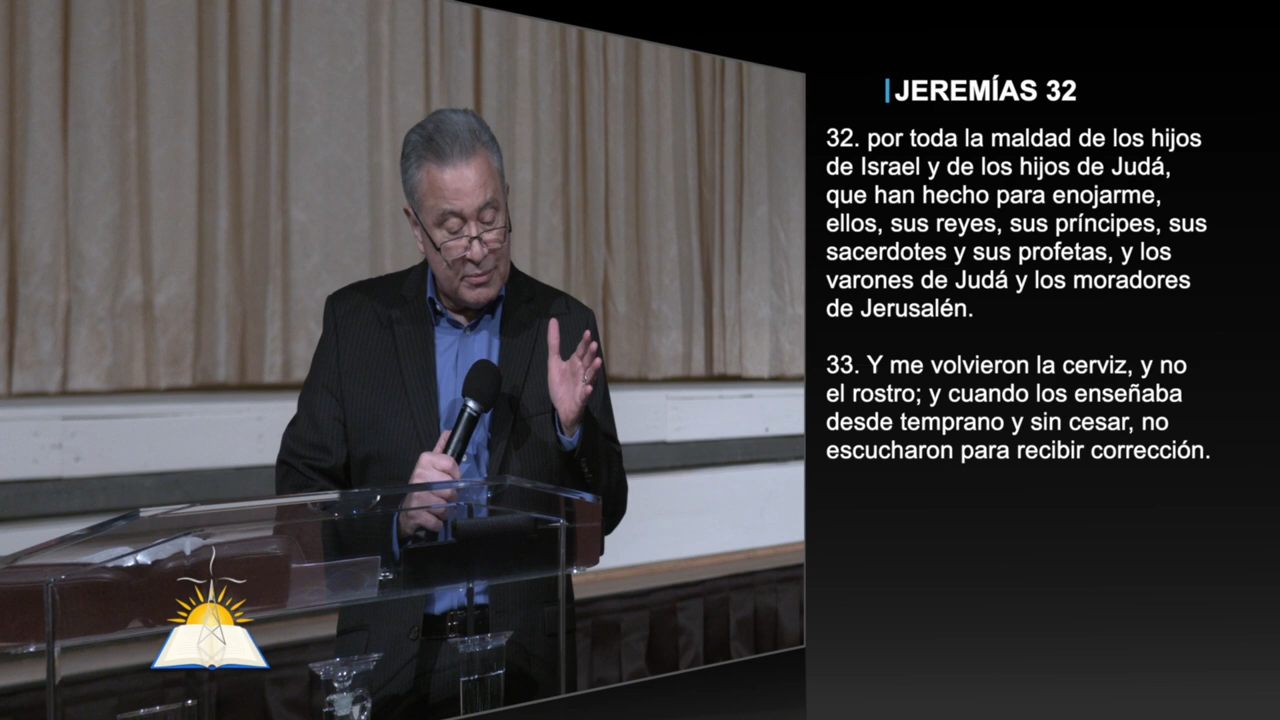 JEREMÍAS 32
32. por toda la maldad de los hijos
de Israel y de los hijos de Judá,
que han hecho para enojarme,
ellos, sus reyes, sus príncipes, sus
sacerdotes y sus profetas, y los
varones de Judá y los moradores
de Jerusalén.
33. Y me volvieron la cerviz, y no
el rostro; y cuando los enseñaba
desde temprano y sin cesar, no
escucharon para recibir corrección.